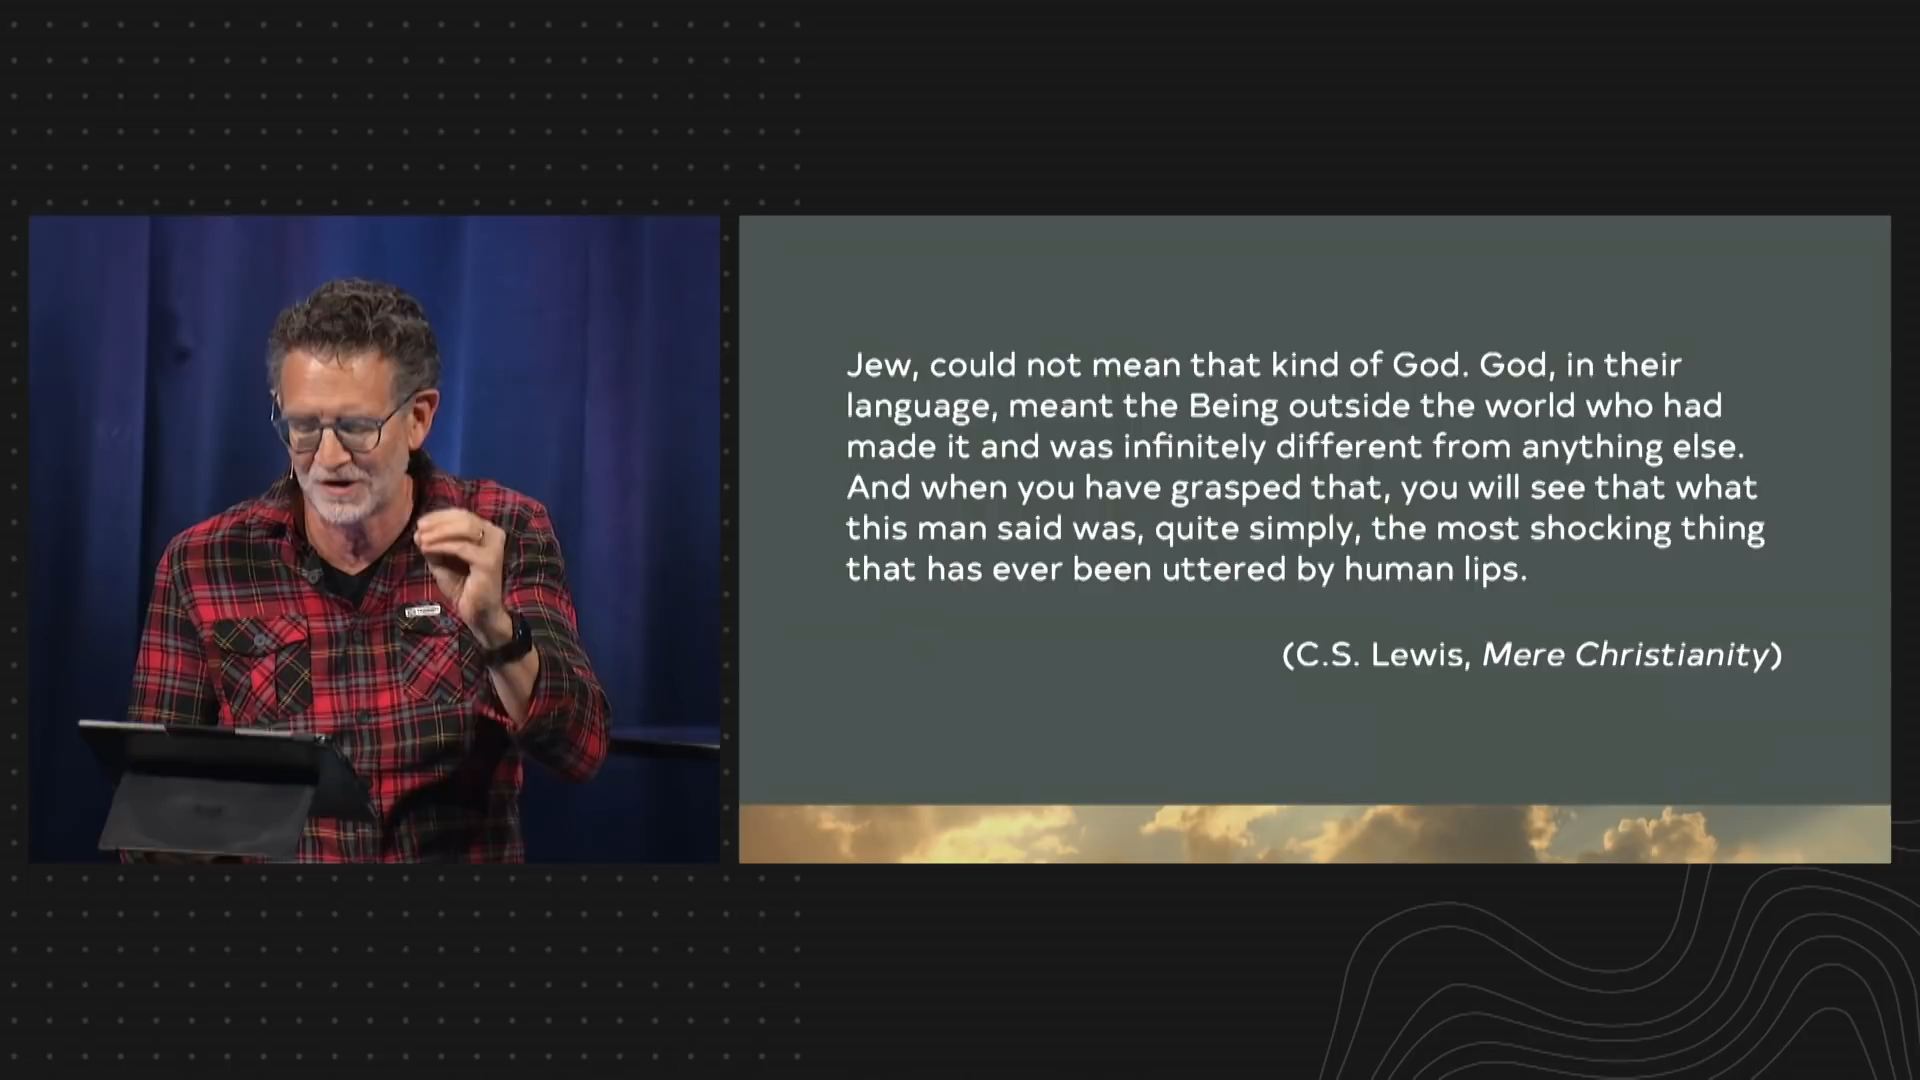 Jew, could not mean that kind of God. God, in their
language, meant the Being outside the world who had
made it and was infinitely different from anything else.
And when you have grasped that, you will see that what
this man said was, quite simply, the most shocking thing
that has ever been uttered by human lips.
(C.S. Lewis, Mere Christianity)